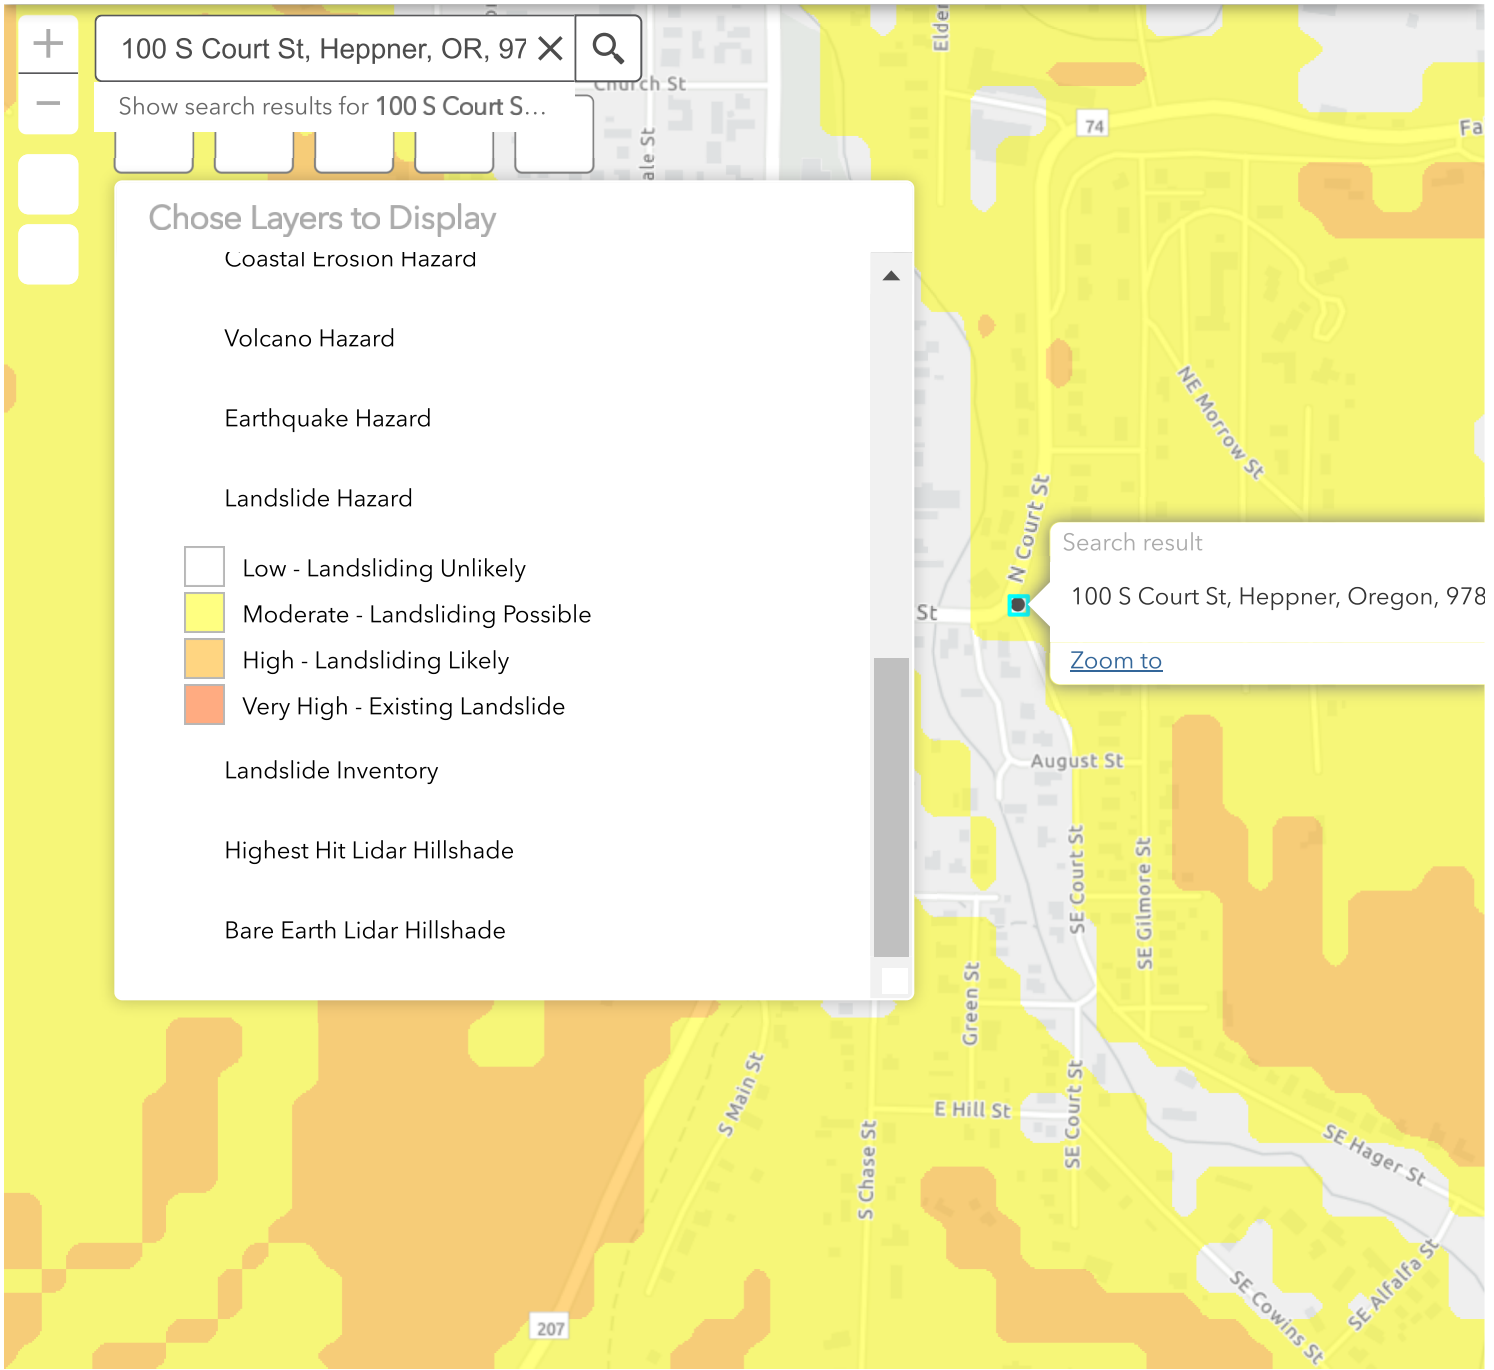 100 S Court St, Heppner, OR, 97
Show search results for 100 S Court S...
Church St
74
Chose Layers to Display
Coastal Erosion Hazard
Volcano Hazard
Earthquake Hazard
Landslide Hazard
Low - Landsliding Unlikely
Moderate - Landsliding Possible
High - Landsliding Likely
Very High - Existing Landslide
Landslide Inventory
Highest Hit Lidar Hillshade
Bare Earth Lidar Hillshade
NE Morrow St
N Court St
St
Search result
100 S Court St, Heppner, Oregon, 978
Zoom to
August St
SE Court St
SE Gilmore St
Green St
S Main St
E Hill St
SE Court St
S Chase St
SE Hager St
SE Alfalfa St
SE Cowins St
207